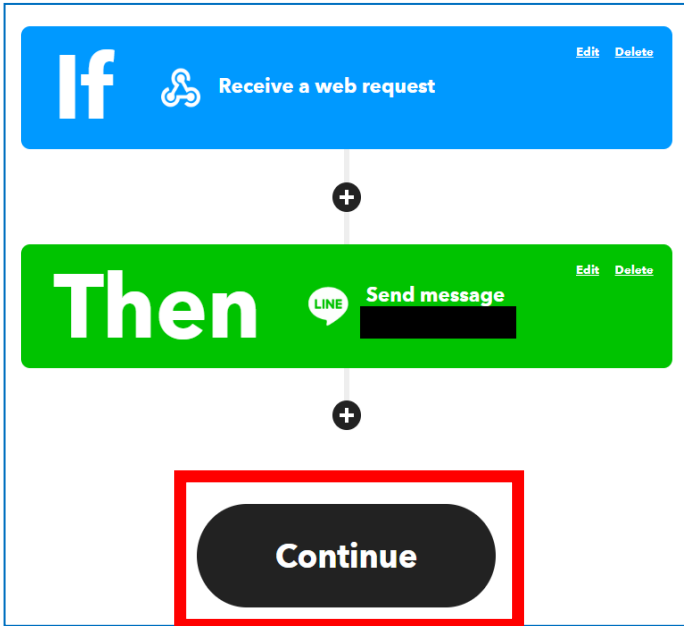 If
Receive a web request
Edit Delete
Then
LINE
Send message
Edit Delete
Continue